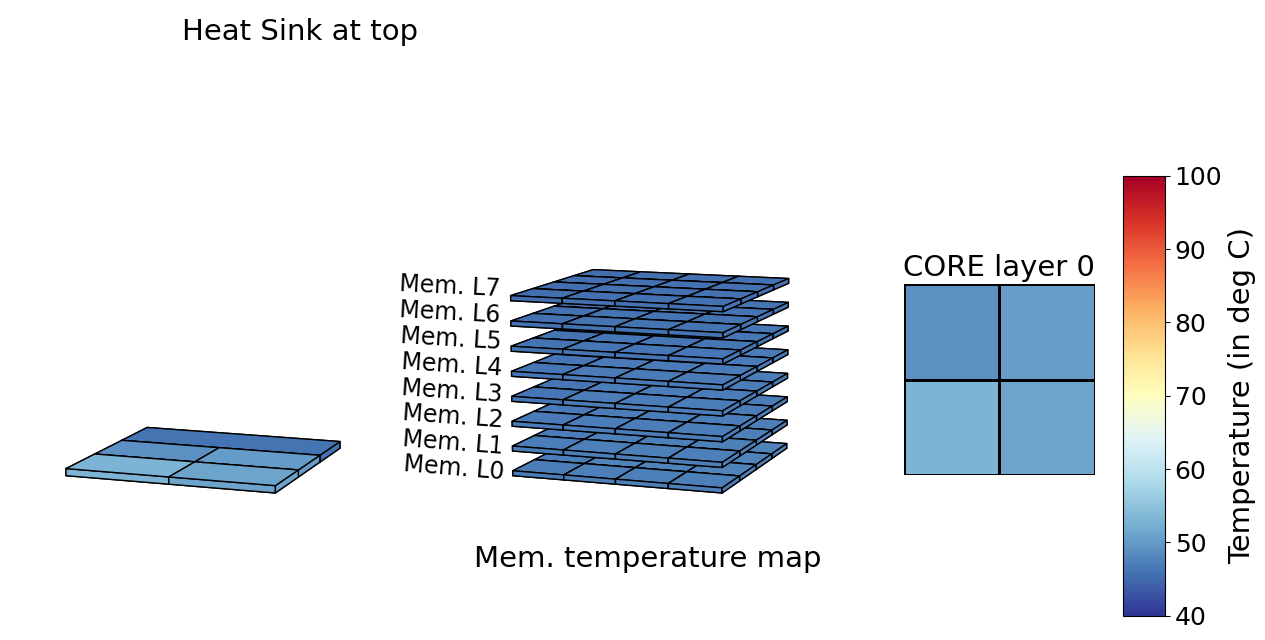 Heat Sink at top
Mem. L7
Mem. L6
Mem. L5
Mem. L4
Mem. L3
Mem. L2
Mem. L1
Mem. L0
Mem. temperature map
CORE layer 0
100
90
80
70
60
50
40
Temperature (in deg C)